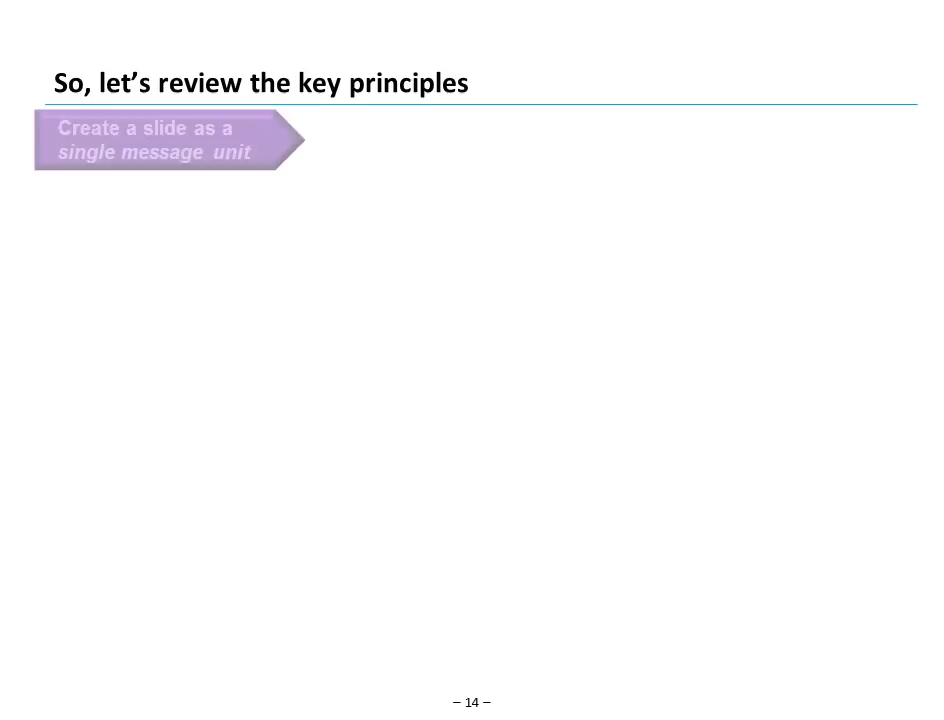 So, let’s review the key principles
Create a slide as a
single message unit
– 14 –